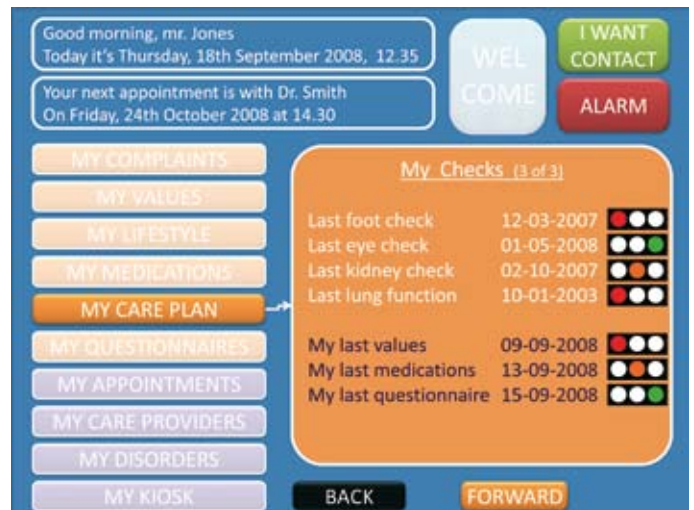 Good morning, mr. Jones
Today it's Thursday, 18th September 2008, 12.35
Your next appointment is with Dr. Smith
On Friday, 24th October 2008 at 14.30
WEL
COME
I WANT
CONTACT
ALARM
MY COMPLAINTS
MY VALUES
MY LIFESTYLE
MY MEDICATIONS
MY CARE PLAN
MY QUESTIONNAIRES
MY APPOINTMENTS
MY CARE PROVIDERS
MY DISORDERS
MY KIOSK
My Checks (3 of 3)
Last foot check 12-03-2007
Last eye check 01-05-2008
Last kidney check 02-10-2007
Last lung function 10-01-2003
My last values 09-09-2008
My last medications 13-09-2008
My last questionnaire 15-09-2008
BACK
FORWARD